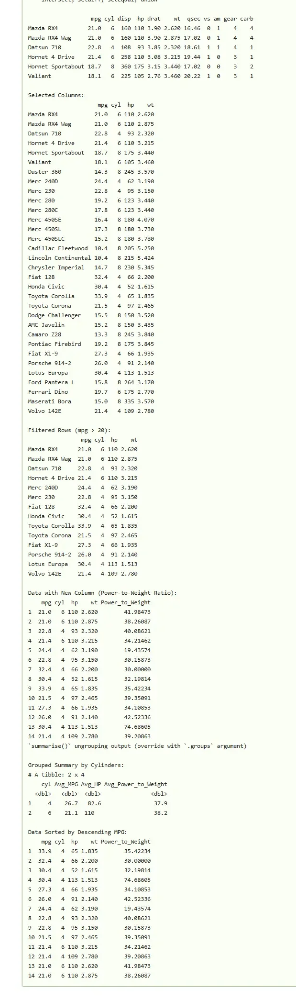 intersect, setdiff, setequal, union
mpg cyl disp hp drat wt qsec vs am gear carb
Mazda RX4 21.0 6 160 110 3.90 2.620 16.46 0 1 4 4
Mazda RX4 Wag 21.0 6 160 110 3.90 2.875 17.02 0 1 4 4
Datsun 710 22.8 4 108 93 3.85 2.320 18.61 1 1 4 1
Hornet 4 Drive 21.4 6 258 110 3.08 3.215 19.44 1 0 3 1
Hornet Sportabout 18.7 8 360 175 3.15 3.440 17.02 0 0 3 2
Valiant 18.1 6 225 105 2.76 3.460 20.22 1 0 3 1
Selected Columns:
mpg cyl hp wt
Mazda RX4 21.0 6 110 2.620
Mazda RX4 Wag 21.0 6 110 2.875
Datsun 710 22.8 4 93 2.320
Hornet 4 Drive 21.4 6 110 3.215
Hornet Sportabout 18.7 8 175 3.440
Valiant 18.1 6 105 3.460
Duster 360 14.3 8 245 3.570
Merc 240D 24.4 4 62 3.190
Merc 230 22.8 4 95 3.150
Merc 280 19.2 6 123 3.440
Merc 280C 17.8 6 123 3.440
Merc 450SE 16.4 8 180 4.070
Merc 450SL 17.3 8 180 3.730
Merc 450SLC 15.2 8 180 3.780
Cadillac Fleetwood 10.4 8 205 5.250
Lincoln Continental 10.4 8 215 5.424
Chrysler Imperial 14.7 8 230 5.345
Fiat 128 32.4 4 66 2.200
Honda Civic 30.4 4 52 1.615
Toyota Corolla 33.9 4 65 1.835
Toyota Corona 21.5 4 97 2.465
Dodge Challenger 15.5 8 150 3.520
AMC Javelin 15.2 8 150 3.435
Camaro Z28 13.3 8 245 3.840
Pontiac Firebird 19.2 8 175 3.845
Fiat X1-9 27.3 4 66 1.935
Porsche 914-2 26.0 4 91 2.140
Lotus Europa 30.4 4 113 1.513
Ford Pantera L 15.8 8 264 3.170
Ferrari Dino 19.7 6 175 2.770
Maserati Bora 15.0 8 335 3.570
Volvo 142E 21.4 4 109 2.780
Filtered Rows (mpg > 20):
mpg cyl hp wt
Mazda RX4 21.0 6 110 2.620
Mazda RX4 Wag 21.0 6 110 2.875
Datsun 710 22.8 4 93 2.320
Hornet 4 Drive 21.4 6 110 3.215
Merc 240D 24.4 4 62 3.190
Merc 230 22.8 4 95 3.150
Fiat 128 32.4 4 66 2.200
Honda Civic 30.4 4 52 1.615
Toyota Corolla 33.9 4 65 1.835
Toyota Corona 21.5 4 97 2.465
Fiat X1-9 27.3 4 66 1.935
Porsche 914-2 26.0 4 91 2.140
Lotus Europa 30.4 4 113 1.513
Volvo 142E 21.4 4 109 2.780
Data with New Column (Power-to-Weight Ratio):
mpg cyl hp wt Power_to_Weight
1 21.0 6 110 2.620 41.98473
2 21.0 6 110 2.875 38.26087
3 22.8 4 93 2.320 40.08621
4 21.4 6 110 3.215 34.21462
5 24.4 4 62 3.190 19.43574
6 22.8 4 95 3.150 30.15873
7 32.4 4 66 2.200 30.00000
8 30.4 4 52 1.615 32.19814
9 33.9 4 65 1.835 35.42234
10 21.5 4 97 2.465 39.35091
11 27.3 4 66 1.935 34.10853
12 26.0 4 91 2.140 42.52336
13 30.4 4 113 1.513 74.68605
14 21.4 4 109 2.780 39.20863
`summarise()` ungrouping output (override with `.groups` argument)
Grouped Summary by Cylinders:
# A tibble: 2 x 4
cyl Avg_MPG Avg_HP Avg_Power_to_Weight
<dbl> <dbl> <dbl> <dbl>
1 4 26.7 82.6 37.9
2 6 21.1 110 38.2
Data Sorted by Descending MPG:
mpg cyl hp wt Power_to_Weight
1 33.9 4 65 1.835 35.42234
2 32.4 4 66 2.200 30.00000
3 30.4 4 52 1.615 32.19814
4 30.4 4 113 1.513 74.68605
5 27.3 4 66 1.935 34.10853
6 26.0 4 91 2.140 42.52336
7 24.4 4 62 3.190 19.43574
8 22.8 4 93 2.320 40.08621
9 22.8 4 95 3.150 30.15873
10 21.5 4 97 2.465 39.35091
11 21.4 6 110 3.215 34.21462
12 21.4 4 109 2.780 39.20863
13 21.0 6 110 2.620 41.98473
14 21.0 6 110 2.875 38.26087